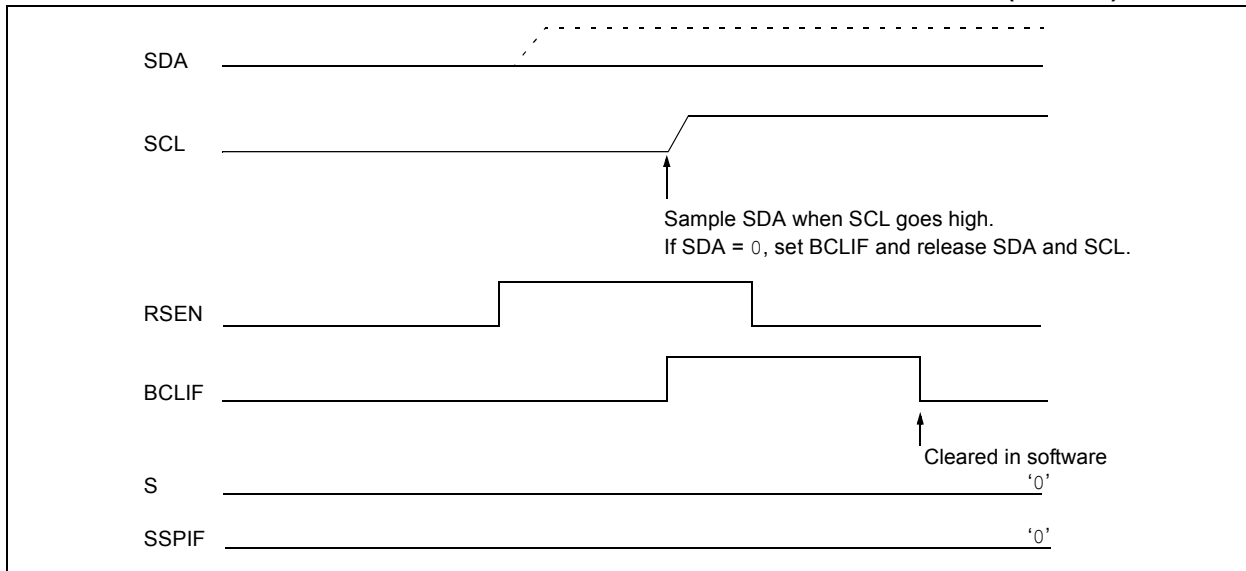 SDA
SCL
Sample SDA when SCL goes high.
If SDA = 0, set BCLIF and release SDA and SCL.
RSEN
BCLIF
Cleared in software
S
‘0’
SSPIF
‘0’